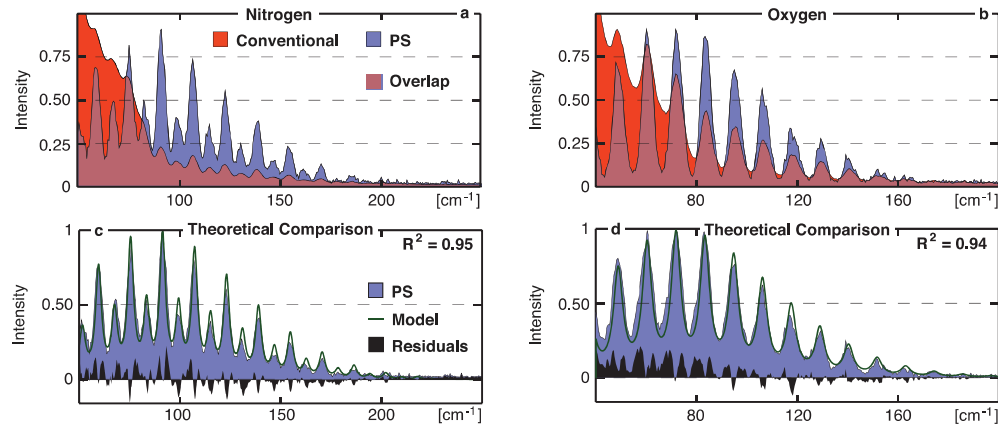 Nitrogen
a
Conventional
PS
Overlap
Intensity
0.75
0.50
0.25
0
100
150
200
[cm⁻¹]
Oxygen
b
Intensity
0.75
0.50
0.25
0
80
120
160
[cm⁻¹]
c
Theoretical Comparison
R² = 0.95
PS
Model
Residuals
Intensity
1
0.50
0
100
150
200
[cm⁻¹]
d
Theoretical Comparison
R² = 0.94
Intensity
1
0.50
0
80
120
160
[cm⁻¹]